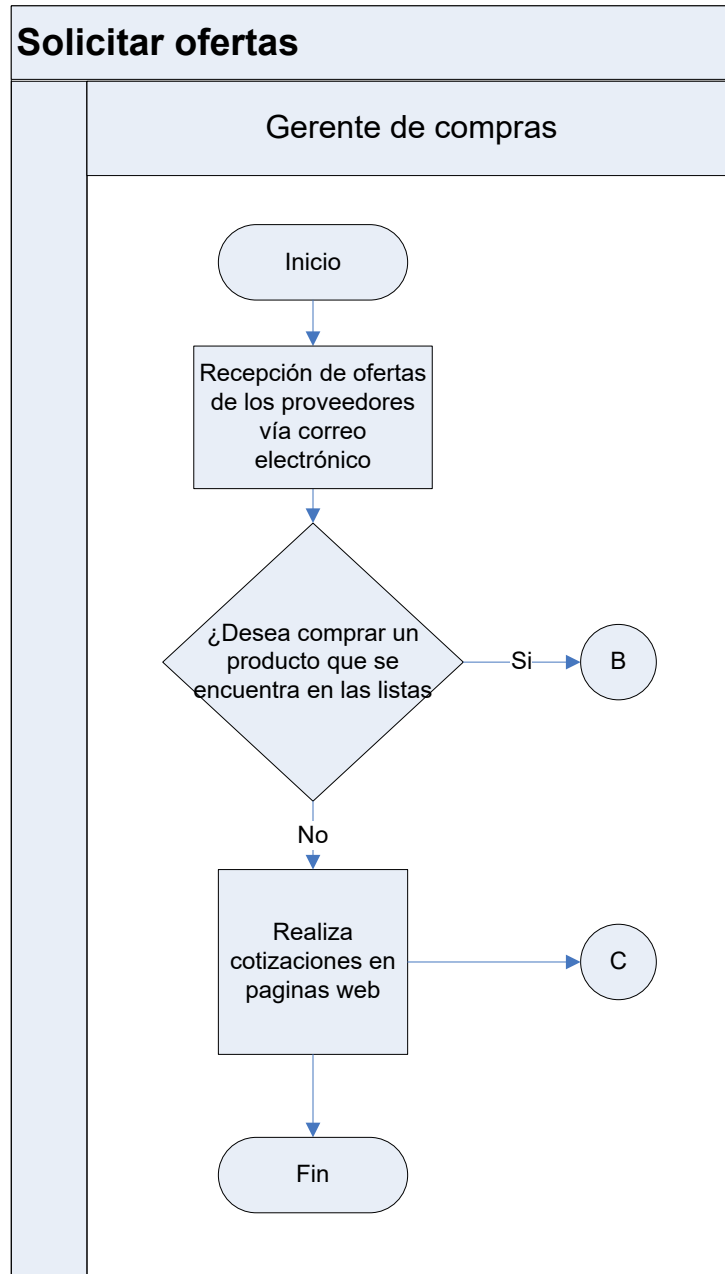 Solicitar ofertas
Gerente de compras
Inicio
Recepción de ofertas
de los proveedores
vía correo
electrónico
¿Desea comprar un
producto que se
encuentra en las listas
Si
B
No
Realiza
cotizaciones en
paginas web
C
Fin